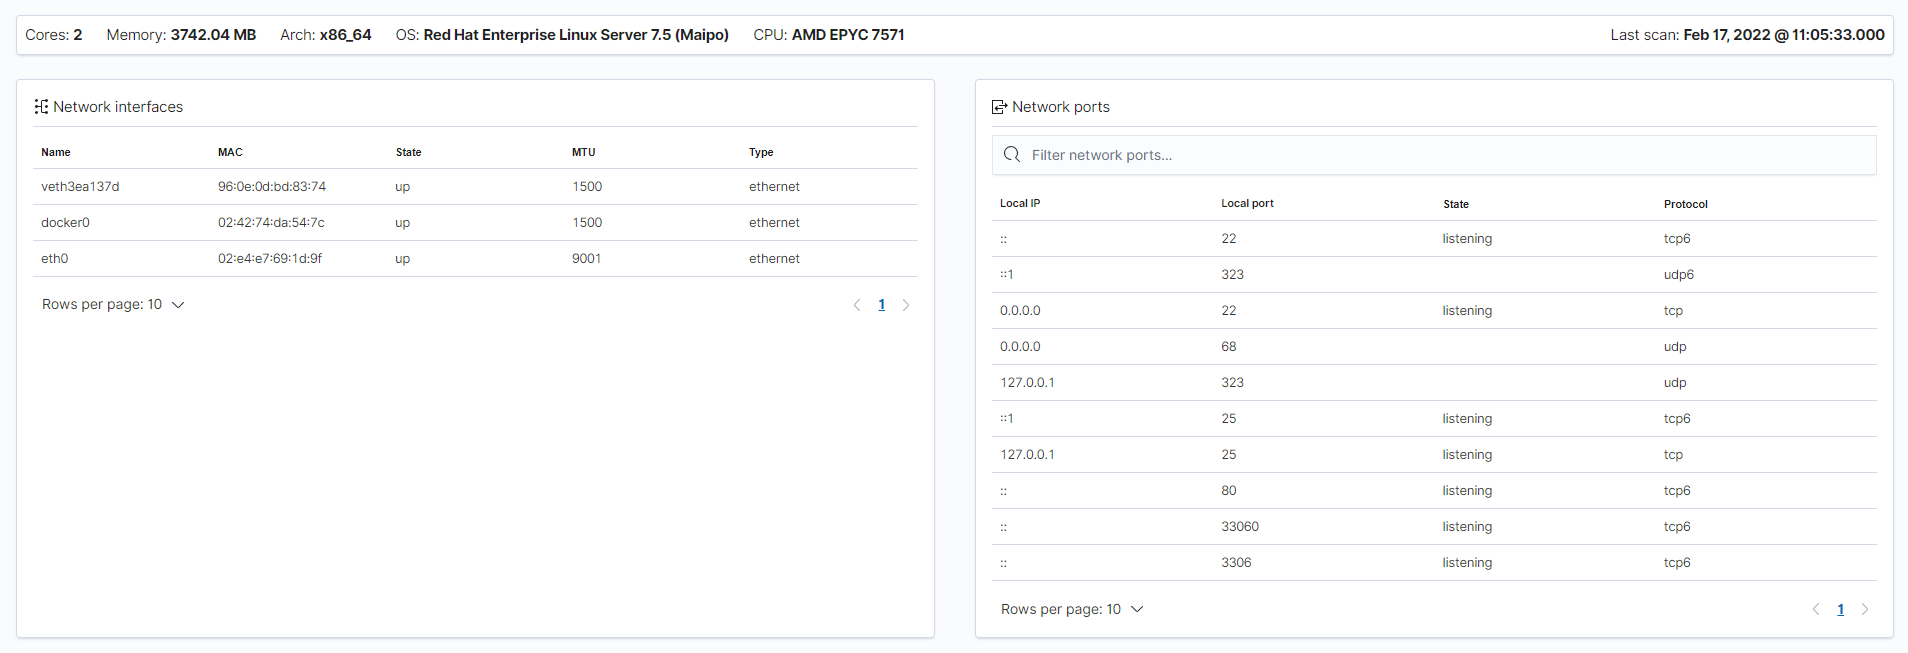 Cores: 2 Memory: 3742.04 MB Arch: x86_64 OS: Red Hat Enterprise Linux Server 7.5 (Maipo) CPU: AMD EPYC 7571 Last scan: Feb 17, 2022 @ 11:05:33.000
Network interfaces
Name MAC State MTU Type
veth3ea137d 96:0e:0d:bd:83:74 up 1500 ethernet
docker0 02:42:74:da:54:7c up 1500 ethernet
eth0 02:e4:e7:69:1d:9f up 9001 ethernet
Rows per page: 10 1
Network ports
Filter network ports...
Local IP Local port State Protocol
:: 22 listening tcp6
::1 323 udp6
0.0.0.0 22 listening tcp
0.0.0.0 68 udp
127.0.0.1 323 udp
::1 25 listening tcp6
127.0.0.1 25 listening tcp
:: 80 listening tcp6
:: 33060 listening tcp6
:: 3306 listening tcp6
Rows per page: 10 1